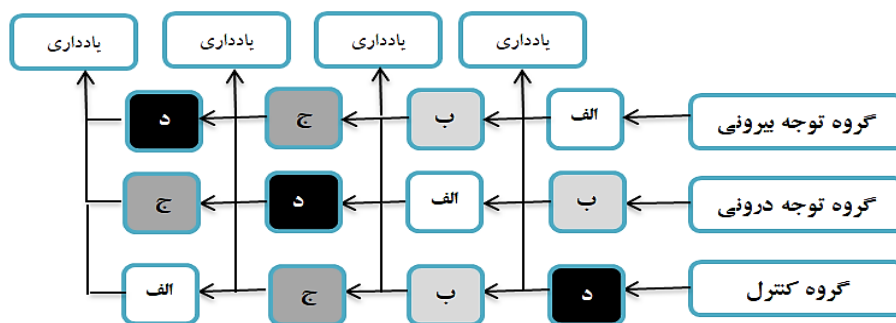 یادداری
یادداری
یادداری
یادداری
گروه توجه بیرونی
الف
ب
ج
د
گروه توجه درونی
ب
الف
د
ج
گروه کنترل
د
ب
ج
الف